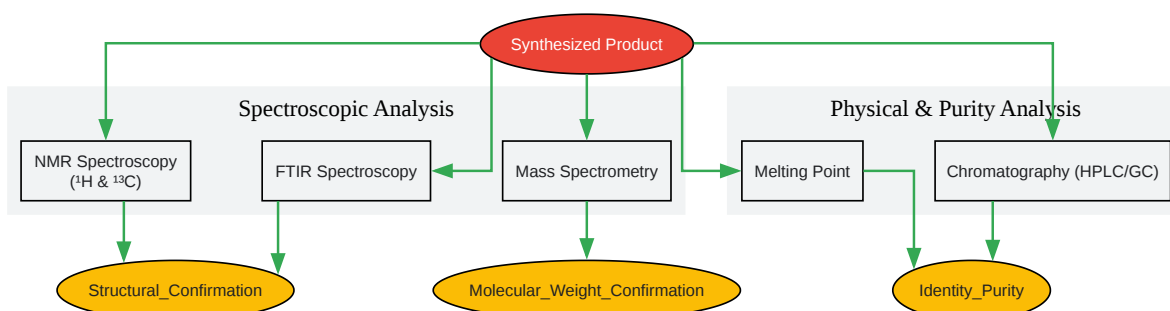 Synthesized Product
Spectroscopic Analysis
Physical & Purity Analysis
NMR Spectroscopy
(¹H & ¹³C)
FTIR Spectroscopy
Mass Spectrometry
Melting Point
Chromatography (HPLC/GC)
Structural_Confirmation
Molecular_Weight_Confirmation
Identity_Purity